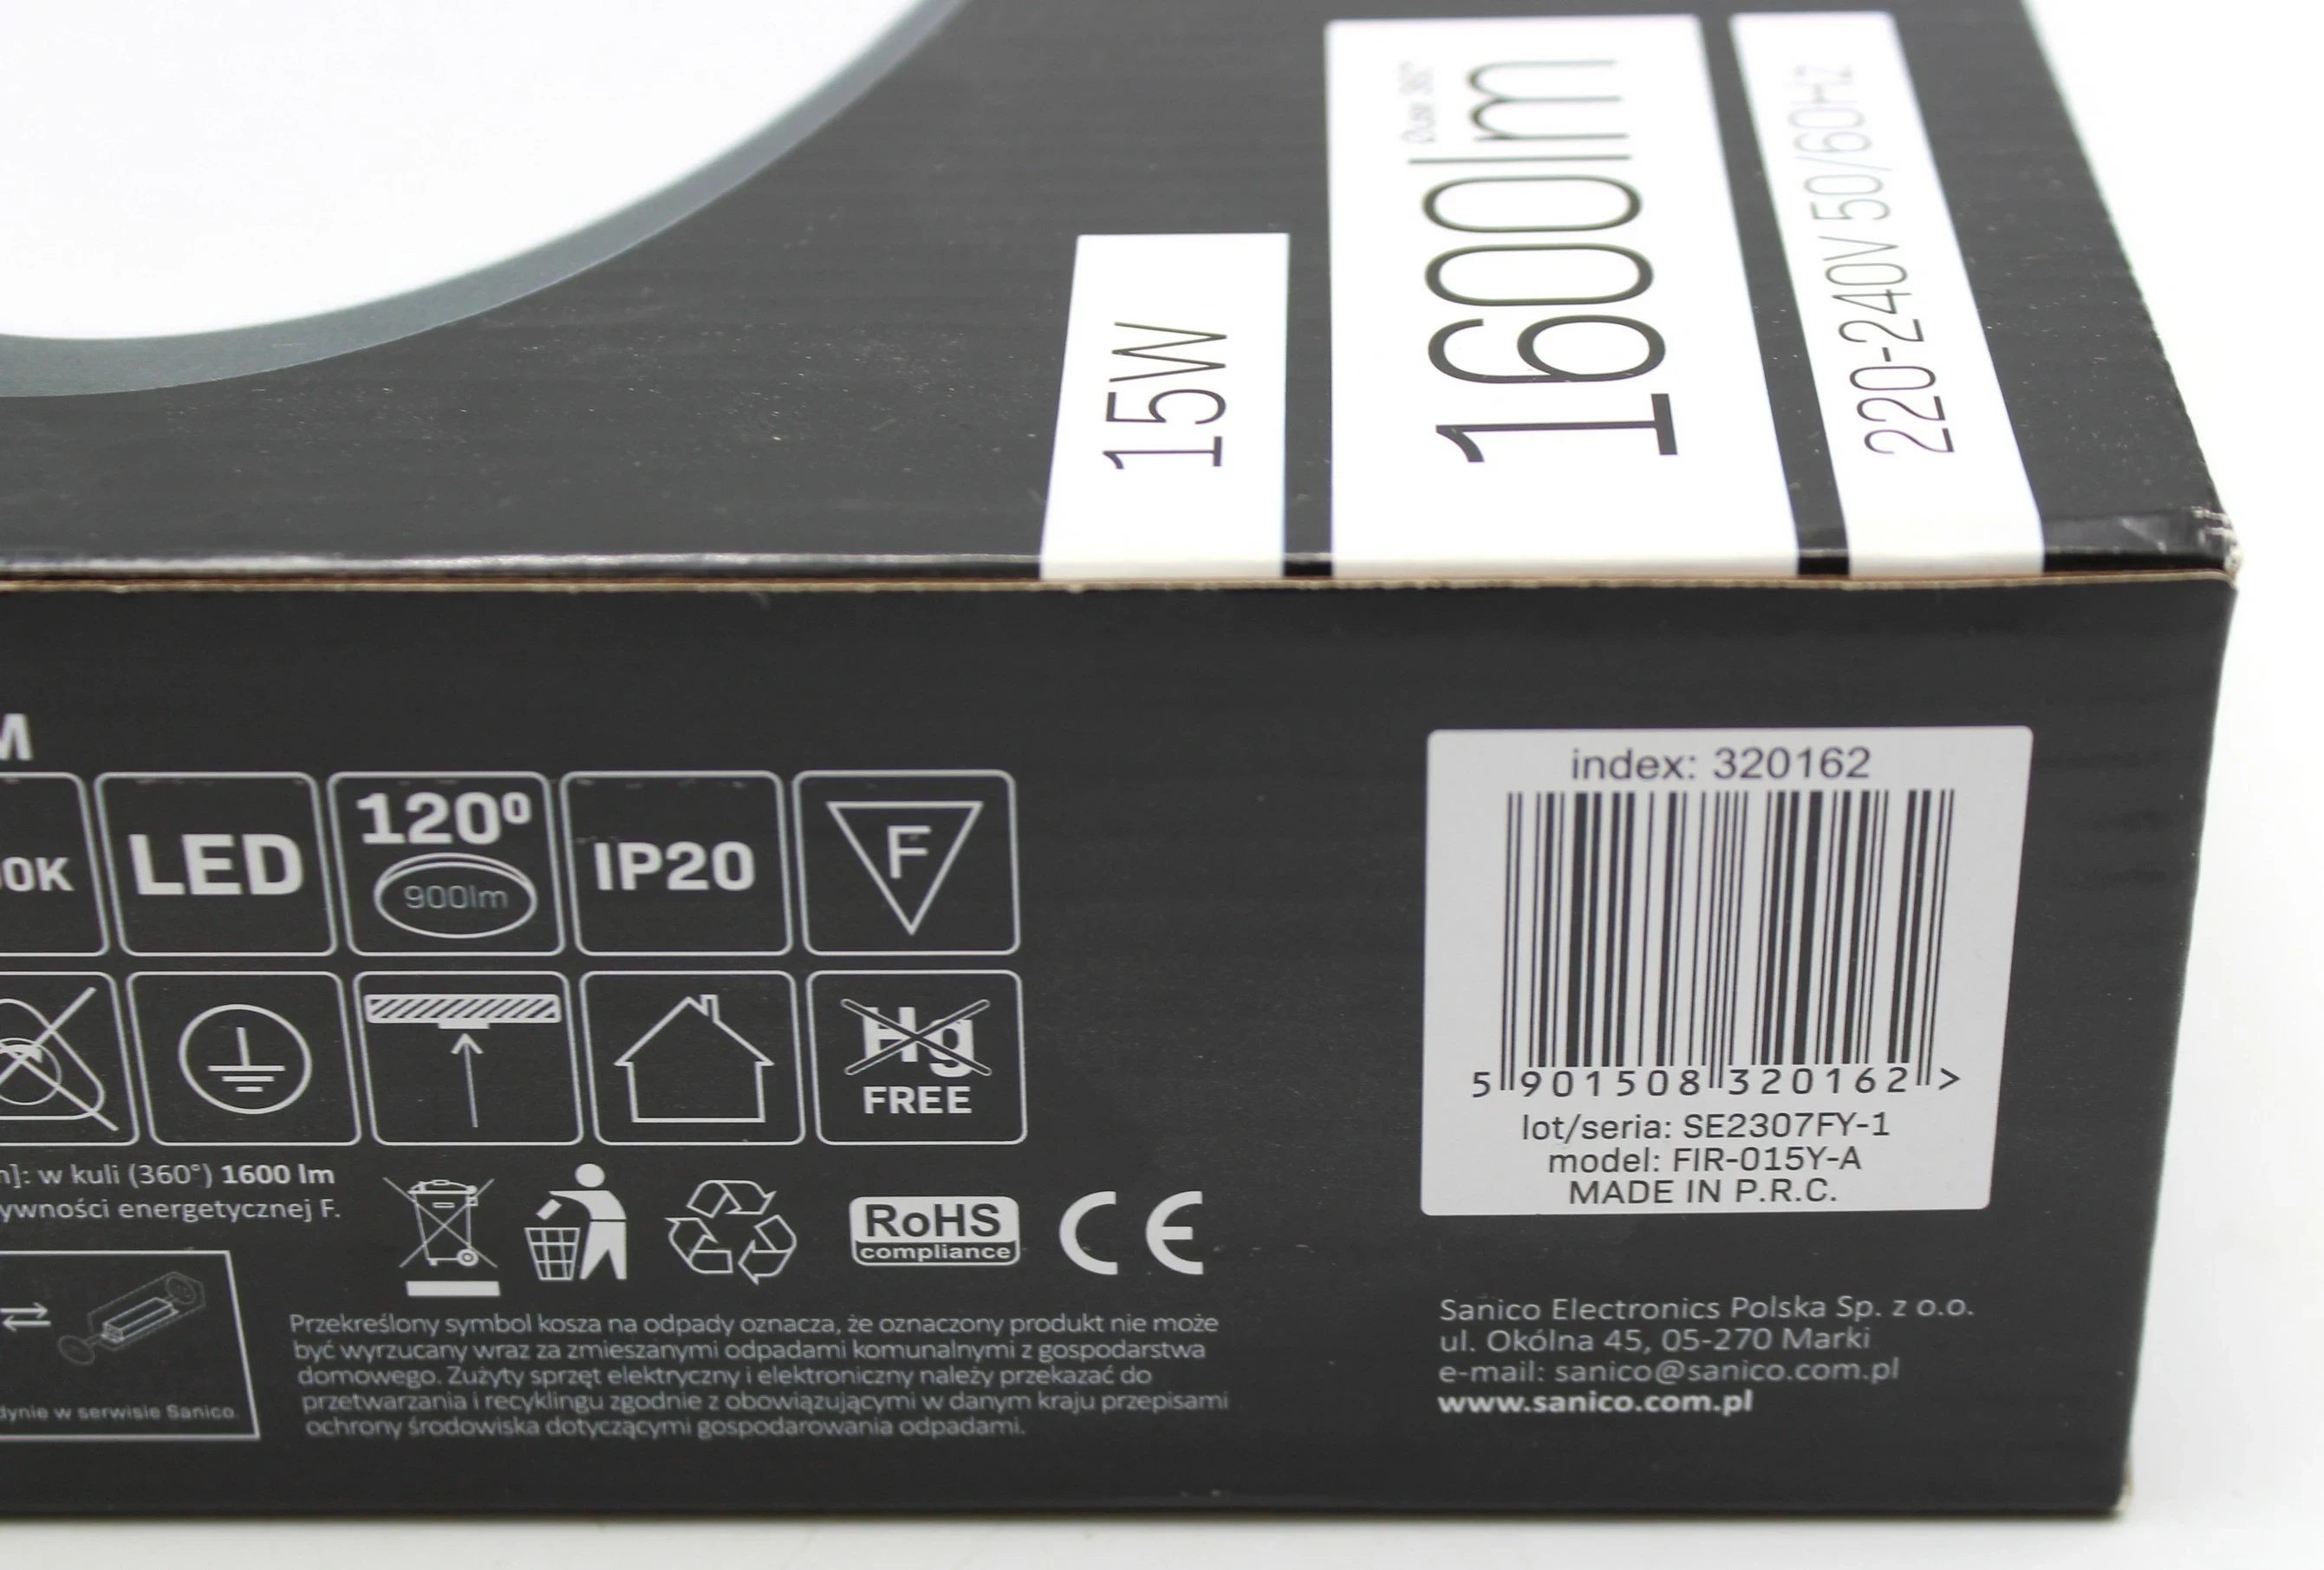 15W
1600lm
Φuse 360°
220-240V 50/60Hz
M
0K
LED
120°
900lm
IP20
F
Hg
FREE
]: w kuli (360°) 1600 lm
ywności energetycznej F.
dynie w serwisie Sanico.
RoHS
compliance
CE
Przekreślony symbol kosza na odpady oznacza, że oznaczony produkt nie może
być wyrzucany wraz za zmieszanymi odpadami komunalnymi z gospodarstwa
domowego. Zużyty sprzęt elektryczny i elektroniczny należy przekazać do
przetwarzania i recyklingu zgodnie z obowiązującymi w danym kraju przepisami
ochrony środowiska dotyczącymi gospodarowania odpadami.
index: 320162
5 901508 320162 >
lot/seria: SE2307FY-1
model: FIR-015Y-A
MADE IN P.R.C.
Sanico Electronics Polska Sp. z o.o.
ul. Okólna 45, 05-270 Marki
e-mail: sanico@sanico.com.pl
www.sanico.com.pl